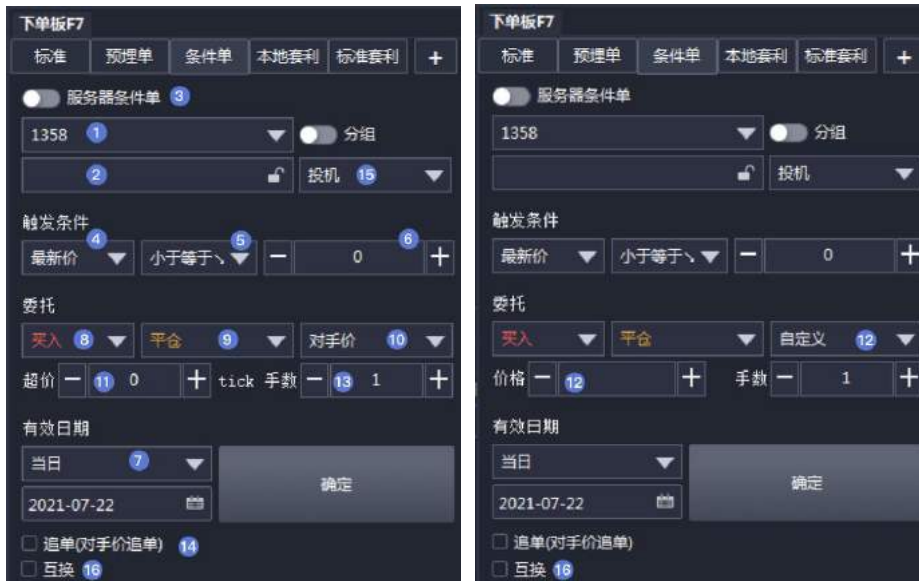 下单板F7
标准 预埋单 条件单 本地套利 标准套利 +
服务器条件单 3
1358 1 分组
2 投机 15
触发条件
最新价 4 小于等于↘ 5 − 0 6 +
委托
买入 8 平仓 9 对手价 10
超价 − 11 0 + tick 手数 − 13 1 +
有效日期
当日 7
确定
2021-07-22
追单(对手价追单) 14
互换 16
下单板F7
标准 预埋单 条件单 本地套利 标准套利 +
服务器条件单
1358 分组
投机
触发条件
最新价 小于等于↘ − 0 +
委托
买入 平仓 自定义 12
价格 − 12 + 手数 − 1 +
有效日期
当日
确定
2021-07-22
追单(对手价追单)
互换 16